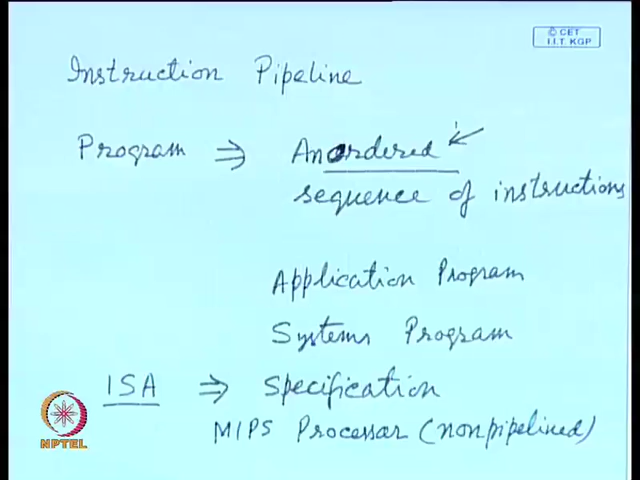 © CET
I.I.T KGP
Instruction Pipeline
Program ⇒ An ordered
sequence of instructions
Application Program
Systems Program
ISA ⇒ Specification
MIPS Processor (nonpipelined)
NPTEL